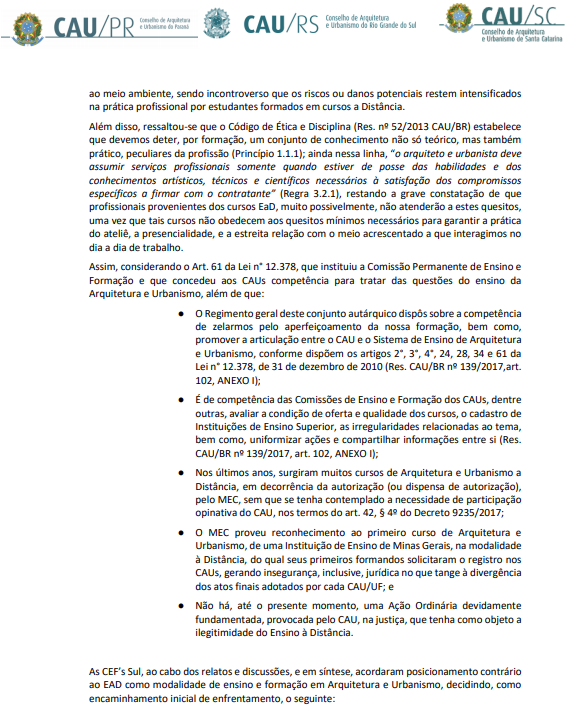 CAU/PR Conselho de Arquitetura
e Urbanismo do Paraná
CAU/RS Conselho de Arquitetura
e Urbanismo do Rio Grande do Sul
CAU/SC
Conselho de Arquitetura
e Urbanismo de Santa Catarina
ao meio ambiente, sendo incontroverso que os riscos ou danos potenciais restem intensificados
na prática profissional por estudantes formados em cursos a Distância.
Além disso, ressaltou-se que o Código de Ética e Disciplina (Res. nº 52/2013 CAU/BR) estabelece
que devemos deter, por formação, um conjunto de conhecimento não só teórico, mas também
prático, peculiares da profissão (Princípio 1.1.1); ainda nessa linha, “o arquiteto e urbanista deve
assumir serviços profissionais somente quando estiver de posse das habilidades e dos
conhecimentos artísticos, técnicos e científicos necessários à satisfação dos compromissos
específicos a firmar com o contratante” (Regra 3.2.1), restando a grave constatação de que
profissionais provenientes dos cursos EaD, muito possivelmente, não atenderão a estes quesitos,
uma vez que tais cursos não obedecem aos quesitos mínimos necessários para garantir a prática
do ateliê, a presencialidade, e a estreita relação com o meio acrescentado a que interagimos no
dia a dia de trabalho.
Assim, considerando o Art. 61 da Lei n° 12.378, que instituiu a Comissão Permanente de Ensino e
Formação e que concedeu aos CAUs competência para tratar das questões do ensino da
Arquitetura e Urbanismo, além de que:
● O Regimento geral deste conjunto autárquico dispôs sobre a competência
de zelarmos pelo aperfeiçoamento da nossa formação, bem como,
promover a articulação entre o CAU e o Sistema de Ensino de Arquitetura
e Urbanismo, conforme dispõem os artigos 2°, 3°, 4°, 24, 28, 34 e 61 da
Lei n° 12.378, de 31 de dezembro de 2010 (Res. CAU/BR nº 139/2017,art.
102, ANEXO I);
● É de competência das Comissões de Ensino e Formação dos CAUs, dentre
outras, avaliar a condição de oferta e qualidade dos cursos, o cadastro de
Instituições de Ensino Superior, as irregularidades relacionadas ao tema,
bem como, uniformizar ações e compartilhar informações entre si (Res.
CAU/BR nº 139/2017, art. 102, ANEXO I);
● Nos últimos anos, surgiram muitos cursos de Arquitetura e Urbanismo a
Distância, em decorrência da autorização (ou dispensa de autorização),
pelo MEC, sem que se tenha contemplado a necessidade de participação
opinativa do CAU, nos termos do art. 42, § 4º do Decreto 9235/2017;
● O MEC proveu reconhecimento ao primeiro curso de Arquitetura e
Urbanismo, de uma Instituição de Ensino de Minas Gerais, na modalidade
à Distância, do qual seus primeiros formandos solicitaram o registro nos
CAUs, gerando insegurança, inclusive, jurídica no que tange à divergência
dos atos finais adotados por cada CAU/UF; e
● Não há, até o presente momento, uma Ação Ordinária devidamente
fundamentada, provocada pelo CAU, na justiça, que tenha como objeto a
ilegitimidade do Ensino à Distância.
As CEF’s Sul, ao cabo dos relatos e discussões, e em síntese, acordaram posicionamento contrário
ao EAD como modalidade de ensino e formação em Arquitetura e Urbanismo, decidindo, como
encaminhamento inicial de enfrentamento, o seguinte: